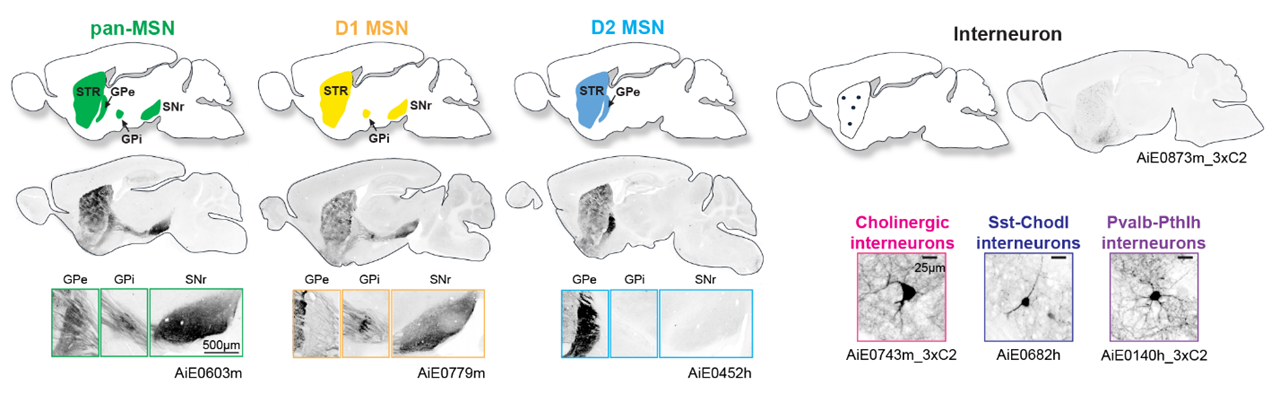 pan-MSN
STR
GPe
SNr
GPi
GPe GPi SNr
500μm
AiE0603m
D1 MSN
STR
SNr
GPi
GPe GPi SNr
AiE0779m
D2 MSN
STR
GPe
GPe GPi SNr
AiE0452h
Interneuron
AiE0873m_3xC2
Cholinergic
interneurons
25μm
AiE0743m_3xC2
Sst-Chodl
interneurons
AiE0682h
Pvalb-Pthlh
interneurons
AiE0140h_3xC2